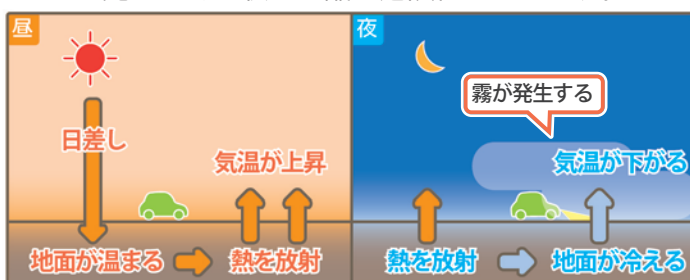 昼
日差し
気温が上昇
地面が温まる
熱を放射
夜
霧が発生する
気温が下がる
熱を放射
地面が冷える